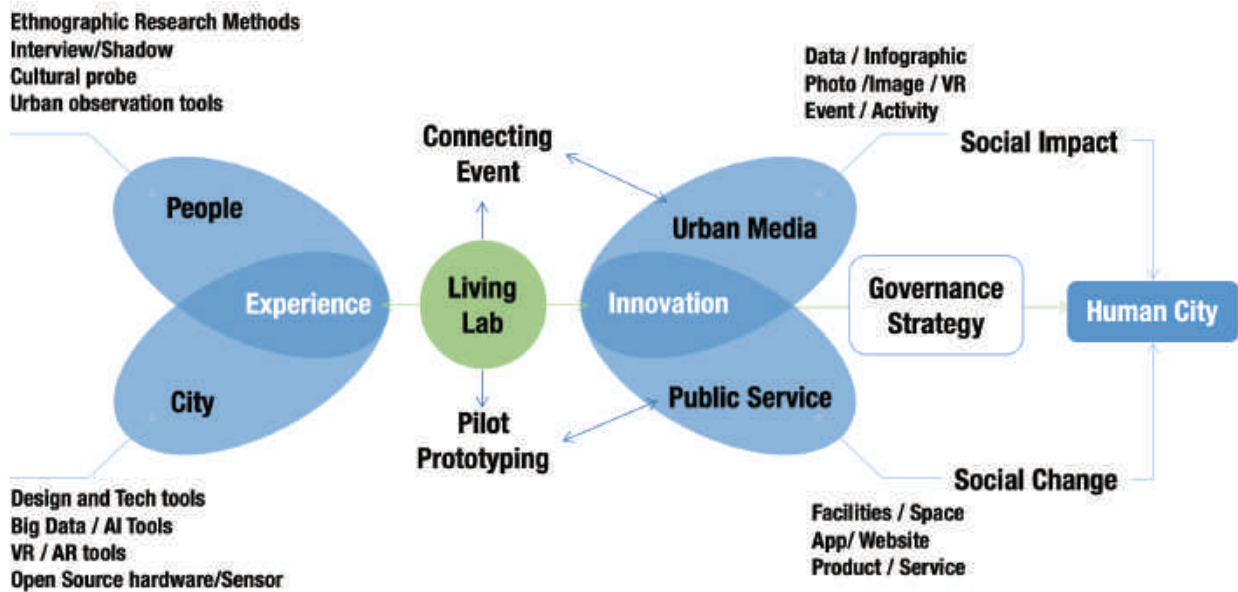 Ethnographic Research Methods
Interview/Shadow
Cultural probe
Urban observation tools
Data / Infographic
Photo /Image / VR
Event / Activity
Connecting
Event
Social Impact
People
Urban Media
Experience
Living
Lab
Innovation
Governance
Strategy
Human City
City
Public Service
Pilot
Prototyping
Social Change
Design and Tech tools
Big Data / AI Tools
VR / AR tools
Open Source hardware/Sensor
Facilities / Space
App/ Website
Product / Service